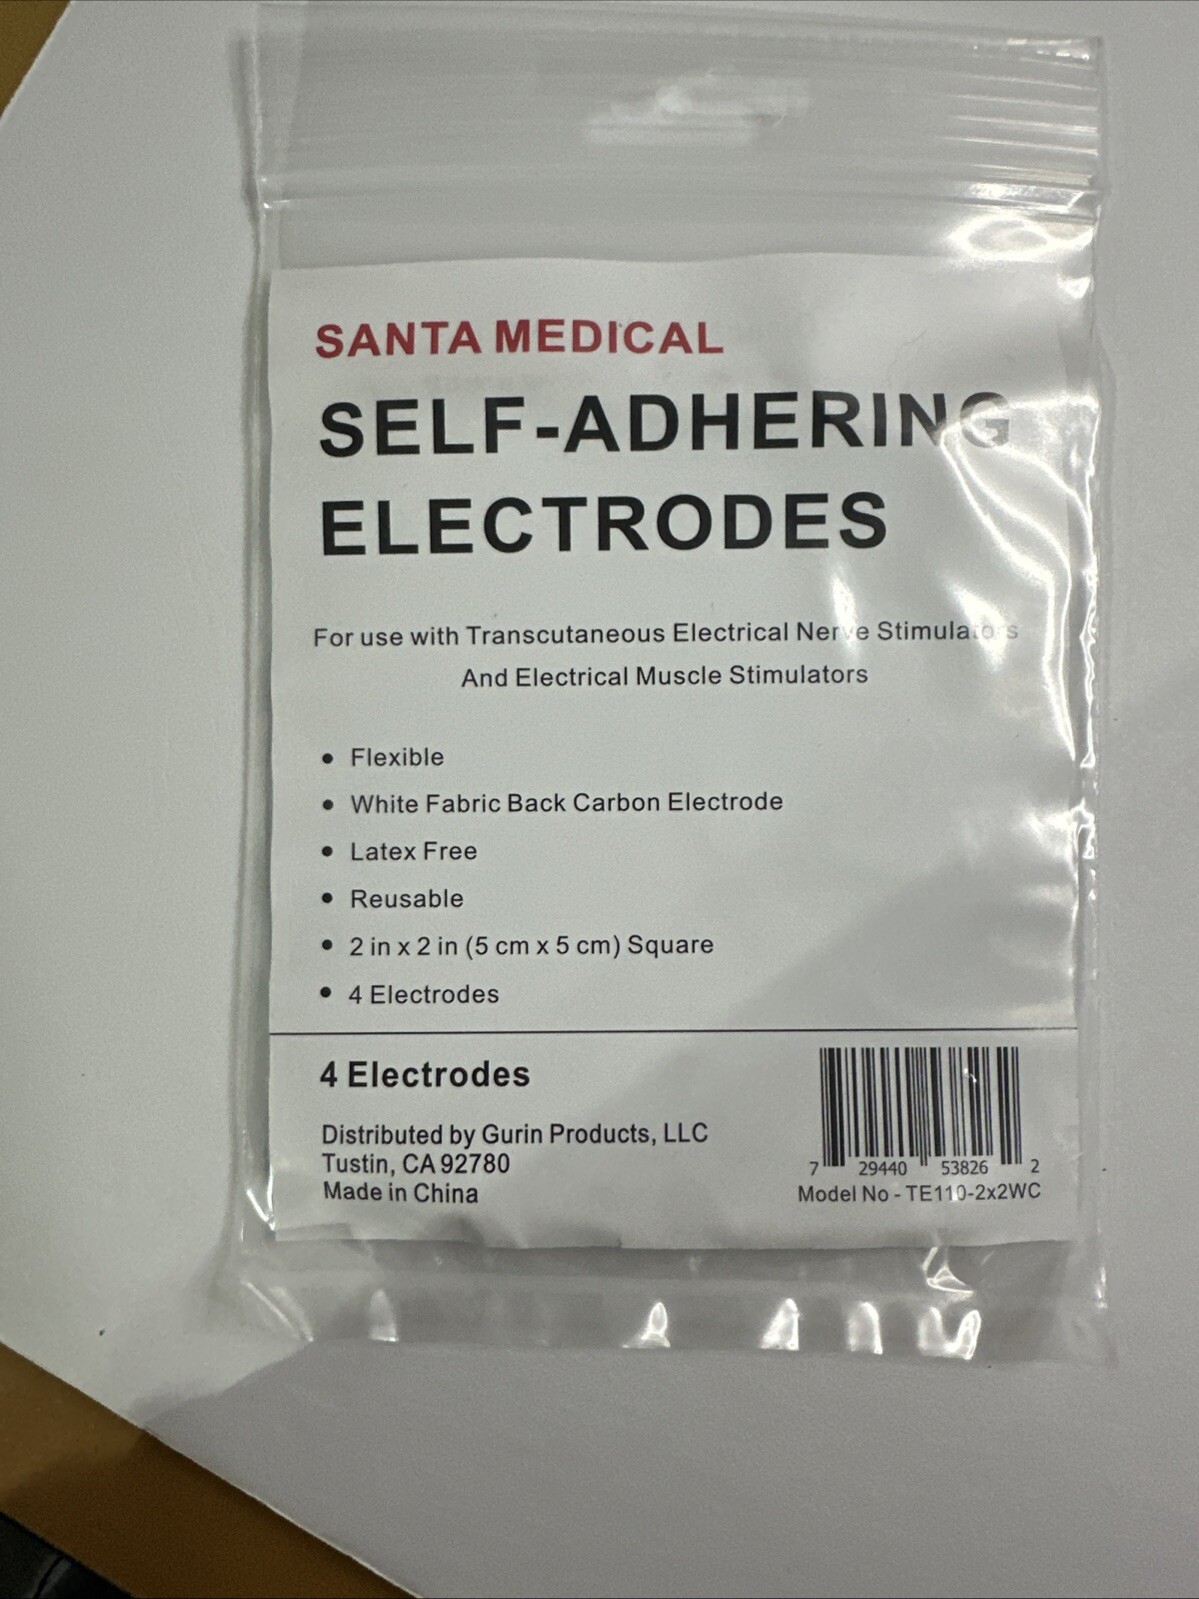 SANTA MEDICAL
SELF-ADHERING
ELECTRODES
For use with Transcutaneous Electrical Nerve Stimulators
And Electrical Muscle Stimulators
• Flexible
• White Fabric Back Carbon Electrode
• Latex Free
• Reusable
• 2 in x 2 in (5 cm x 5 cm) Square
• 4 Electrodes
4 Electrodes
Distributed by Gurin Products, LLC
Tustin, CA 92780
Made in China
7 29440 53826 2
Model No - TE110-2x2WC